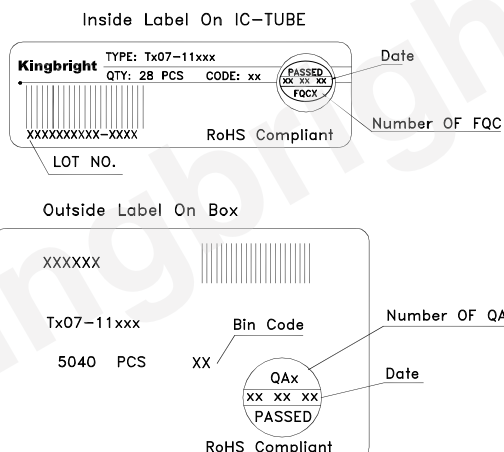 Inside Label On IC-TUBE
Kingbright
TYPE: Tx07-11xxx
QTY: 28 PCS CODE: xx
PASSED
XX XX XX
FQCX
Date
Number OF FQC
XXXXXXXXXX-XXXX
RoHS Compliant
LOT NO.
Outside Label On Box
XXXXXX
Tx07-11xxx
Bin Code
Number OF QA
5040 PCS
XX
QAx
Date
XX XX XX
PASSED
RoHS Compliant